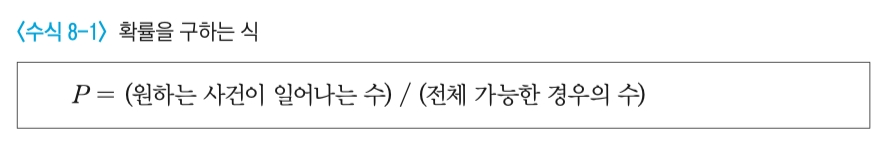 〈수식 8-1〉 확률을 구하는 식
P = (원하는 사건이 일어나는 수) / (전체 가능한 경우의 수)